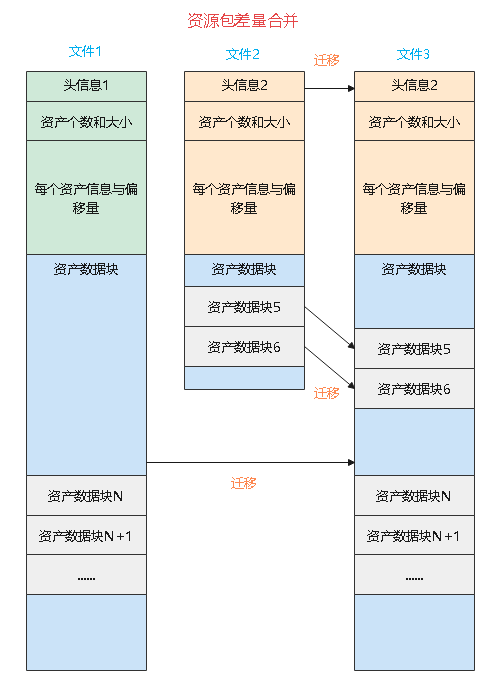 资源包差量合并
文件1
文件2
迁移
文件3
头信息1
头信息2
头信息2
资产个数和大小
资产个数和大小
资产个数和大小
每个资产信息与偏
移量
每个资产信息与偏
移量
每个资产信息与偏
移量
资产数据块
资产数据块
资产数据块
资产数据块5
资产数据块6
资产数据块5
资产数据块6
迁移
迁移
资产数据块N
资产数据块N+1
......
资产数据块N
资产数据块N+1
......